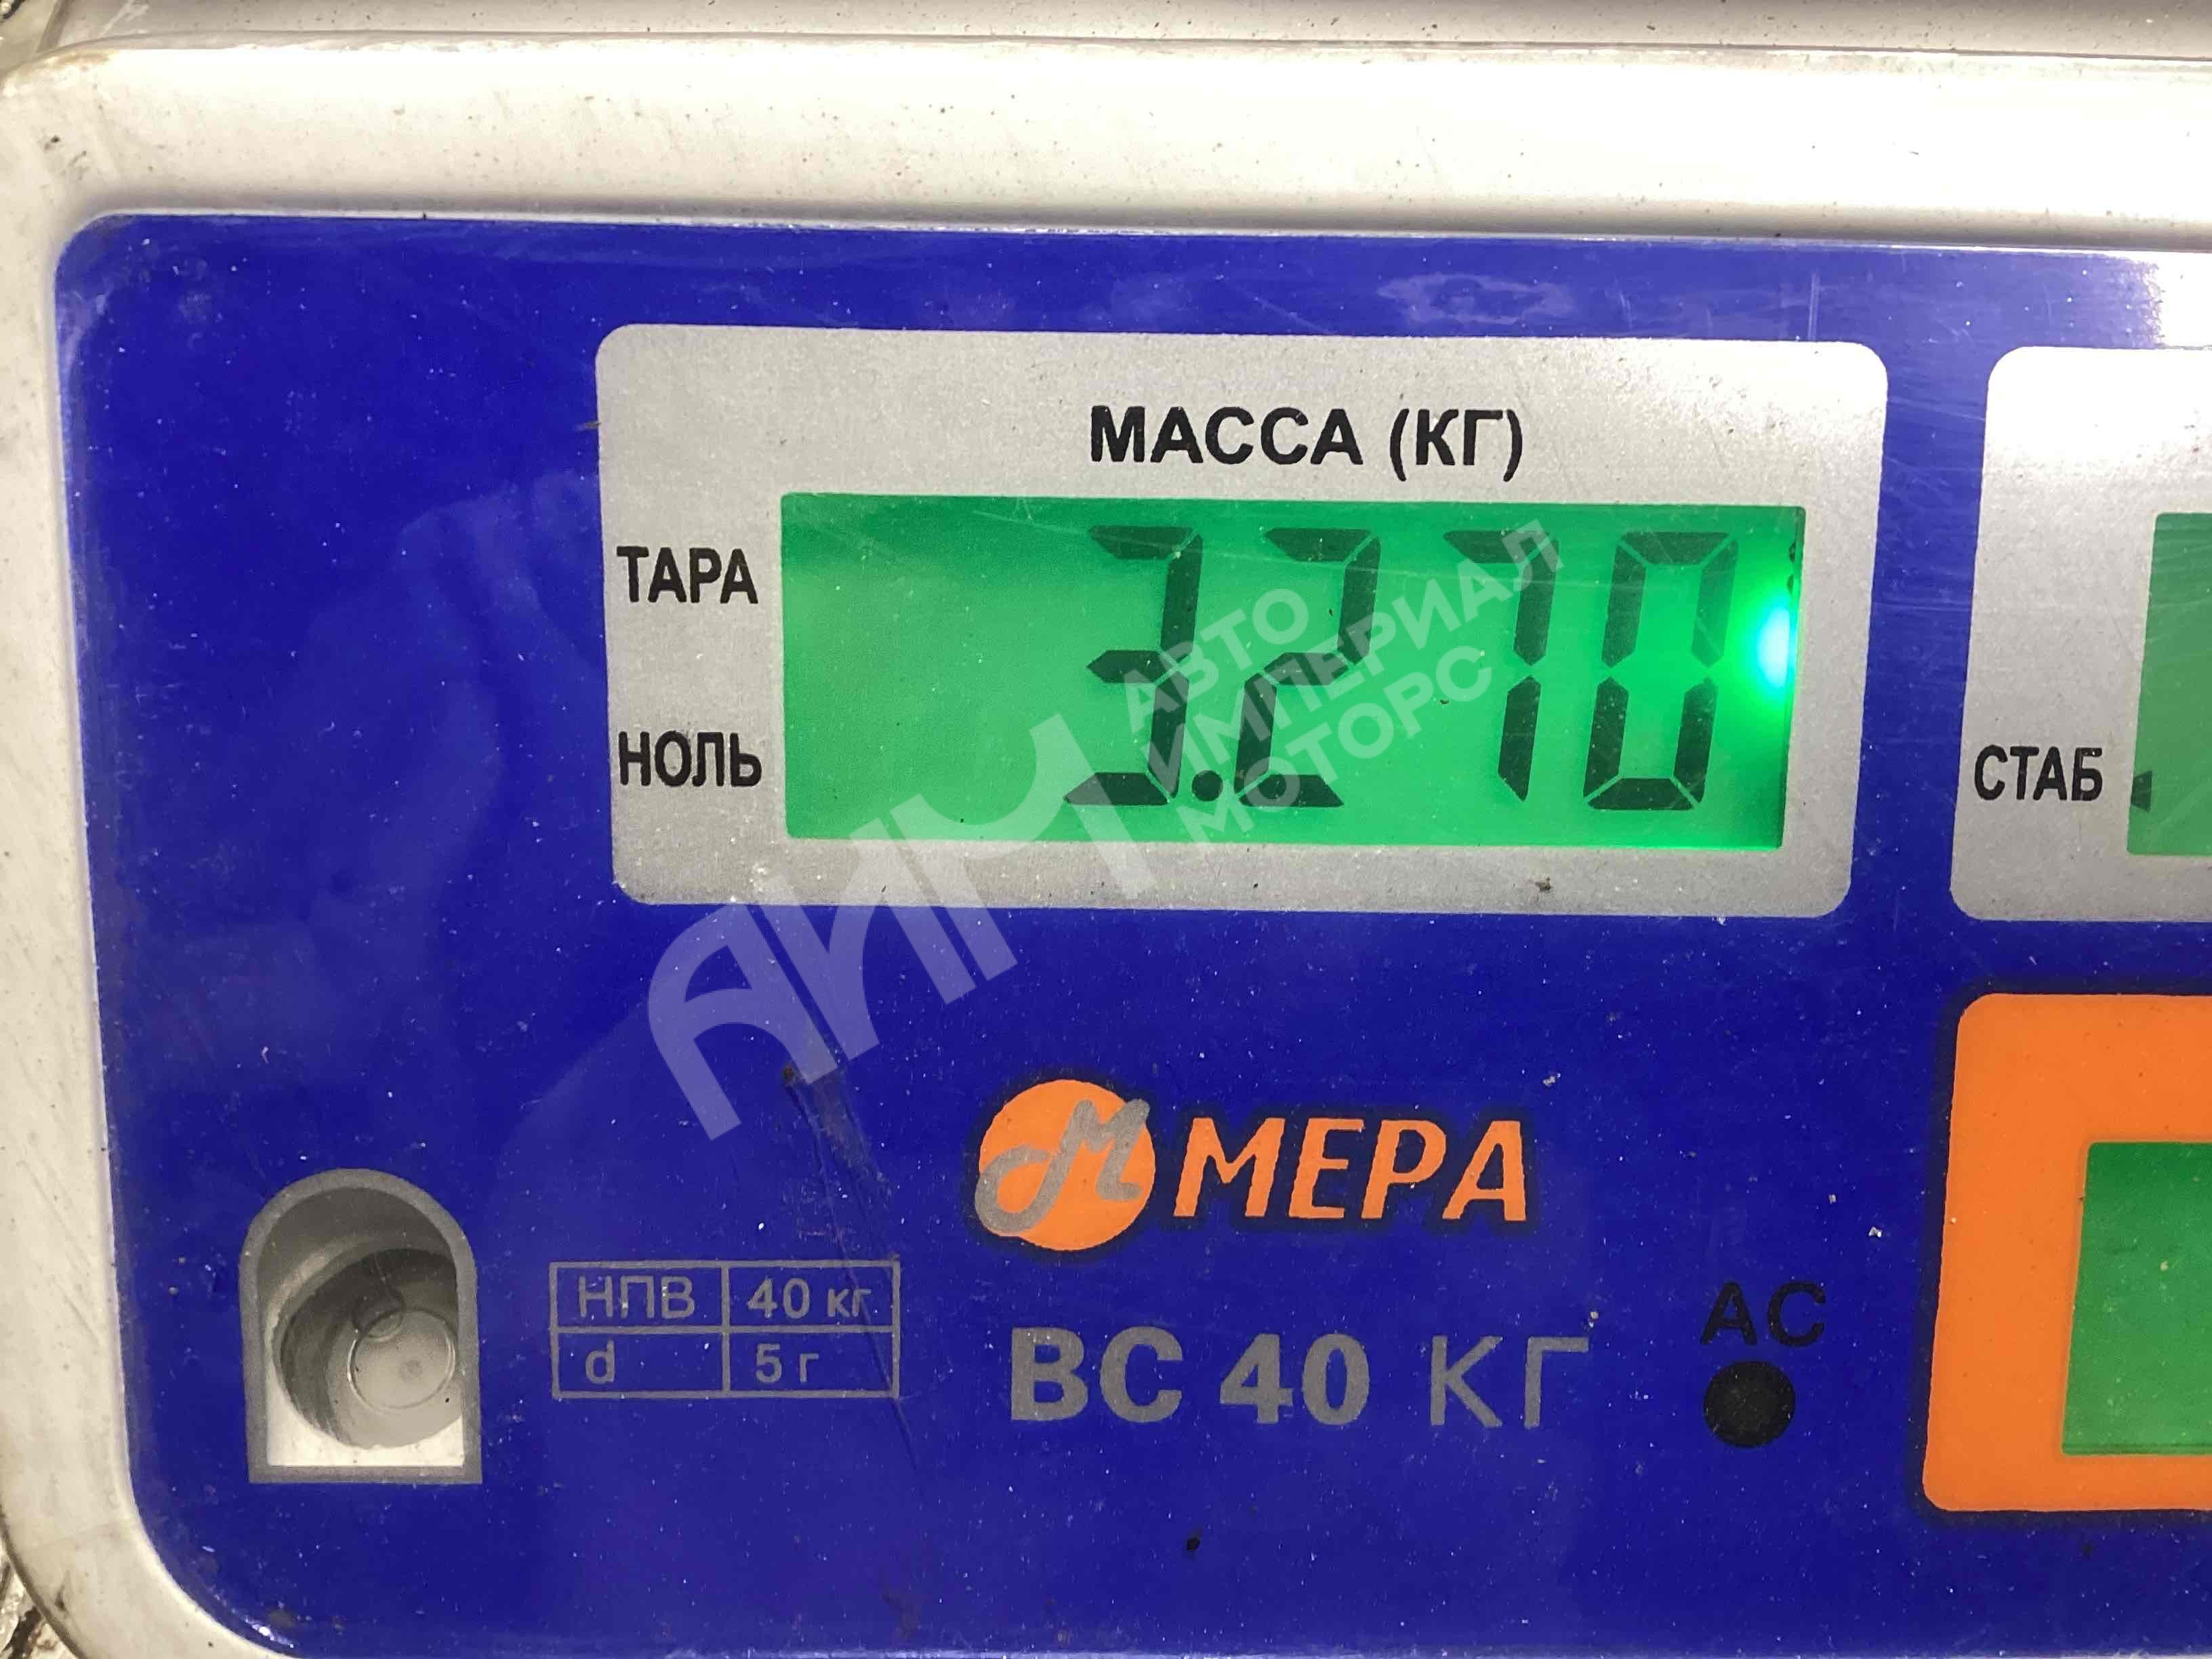 МАССА (КГ)
ТАРА
3.270
НОЛЬ
СТАБ
АИМ
АВТО
ИМПЕРИАЛ
МОТОРС
М МЕРА
НПВ 40 кг
d 5 г
ВС 40 КГ
АС